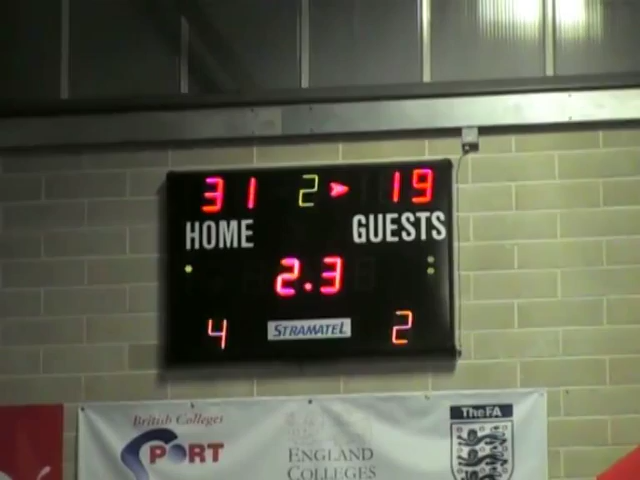 31 2 19
HOME GUESTS
2.3
4 STRAMATEL 2
British Colleges
SPORT
ENGLAND
COLLEGES
The FA